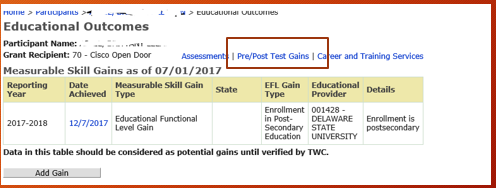 Home > Participants > > Educational Outcomes
Educational Outcomes
Participant Name:
Grant Recipient: 70 - Cisco Open Door
Assessments | Pre/Post Test Gains | Career and Training Services
Measurable Skill Gains as of 07/01/2017
Reporting Year Date Achieved Measurable Skill Gain Type State EFL Gain Type Educational Provider Details
2017-2018 12/7/2017 Educational Functional Level Gain Enrollment in Post-Secondary Education 001428 - DELAWARE STATE UNIVERSITY Enrollment is postsecondary
Data in this table should be considered as potential gains until verified by TWC.
Add Gain